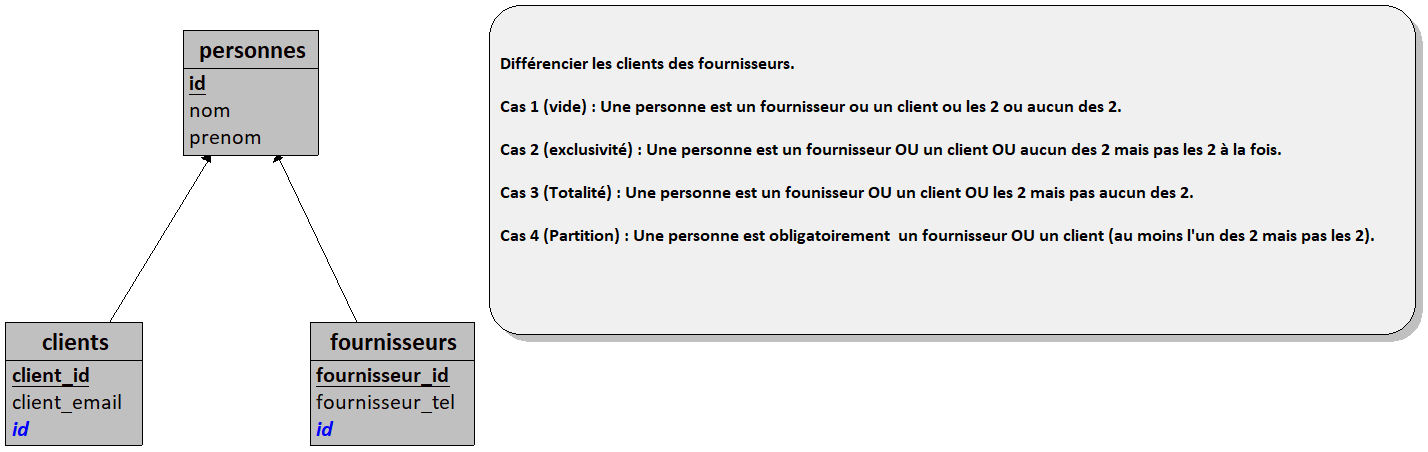 personnes
id
nom
prenom
clients
client_id
client_email
id
fournisseurs
fournisseur_id
fournisseur_tel
id
Différencier les clients des fournisseurs.
Cas 1 (vide) : Une personne est un fournisseur ou un client ou les 2 ou aucun des 2.
Cas 2 (exclusivité) : Une personne est un fournisseur OU un client OU aucun des 2 mais pas les 2 à la fois.
Cas 3 (Totalité) : Une personne est un founisseur OU un client OU les 2 mais pas aucun des 2.
Cas 4 (Partition) : Une personne est obligatoirement  un fournisseur OU un client (au moins l'un des 2 mais pas les 2).